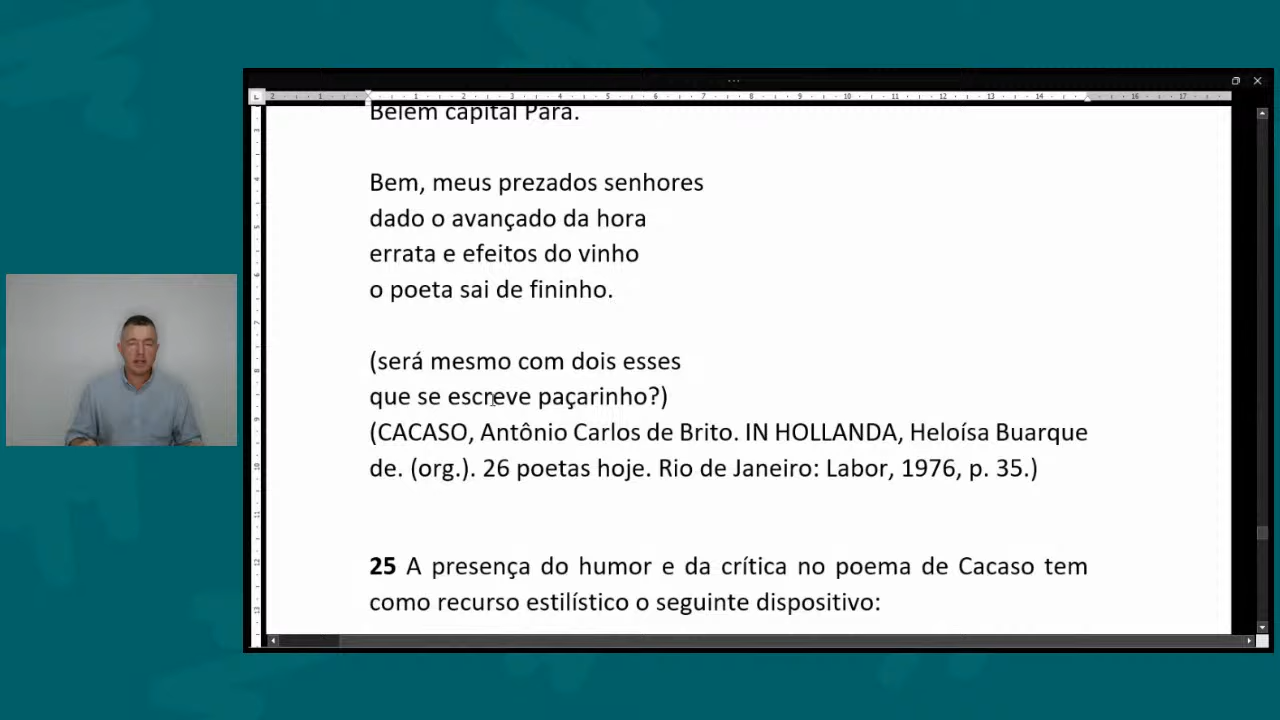 Belém capital Pará.
Bem, meus prezados senhores
dado o avançado da hora
errata e efeitos do vinho
o poeta sai de fininho.
(será mesmo com dois esses
que se escreve paçarinho?)
(CACASO, Antônio Carlos de Brito. IN HOLLANDA, Heloísa Buarque
de. (org.). 26 poetas hoje. Rio de Janeiro: Labor, 1976, p. 35.)
25 A presença do humor e da crítica no poema de Cacaso tem
como recurso estilístico o seguinte dispositivo: